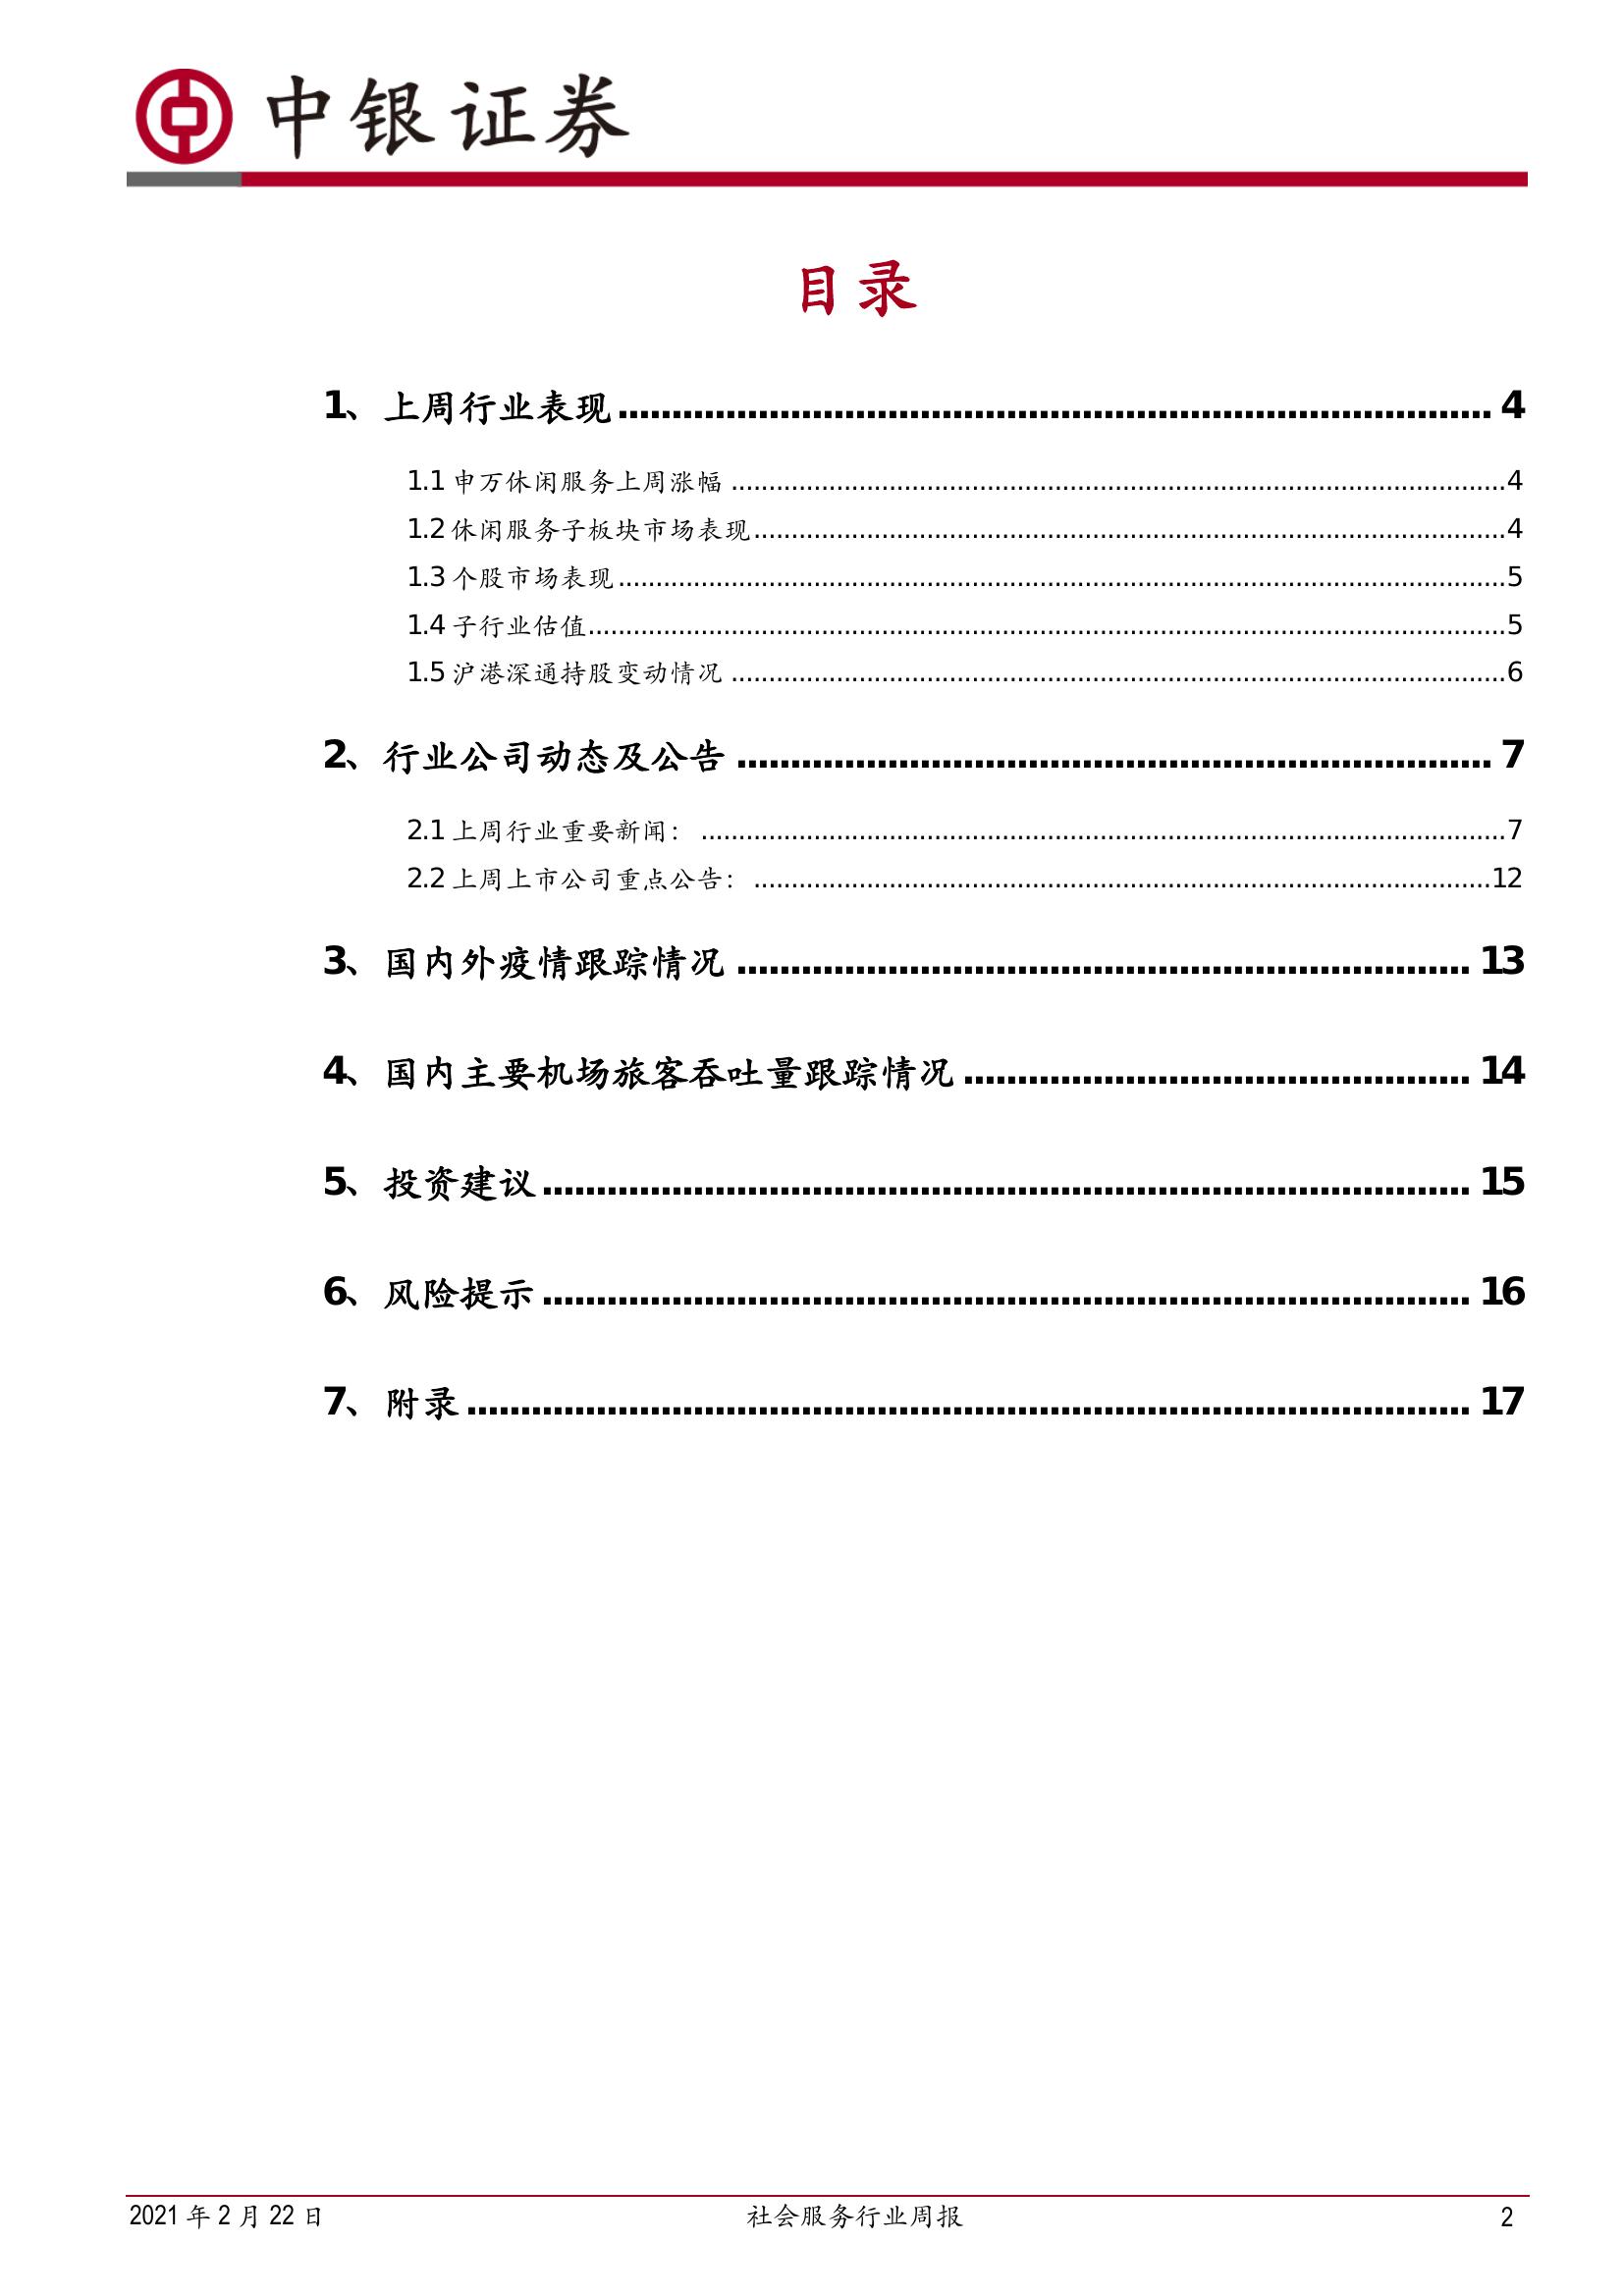 中银证券
目录
1、上周行业表现................................................................................ 4
1.1 申万休闲服务上周涨幅 ................................................................................4
1.2 休闲服务子板块市场表现................................................................................4
1.3 个股市场表现................................................................................5
1.4 子行业估值................................................................................5
1.5 沪港深通持股变动情况 ................................................................................6
2、行业公司动态及公告 ................................................................................ 7
2.1 上周行业重要新闻： ................................................................................7
2.2 上周上市公司重点公告： ................................................................................12
3、国内外疫情跟踪情况 ................................................................................ 13
4、国内主要机场旅客吞吐量跟踪情况 ................................................................................ 14
5、投资建议 ................................................................................ 15
6、风险提示 ................................................................................ 16
7、附录 ................................................................................ 17
2021 年 2 月 22 日 社会服务行业周报 2